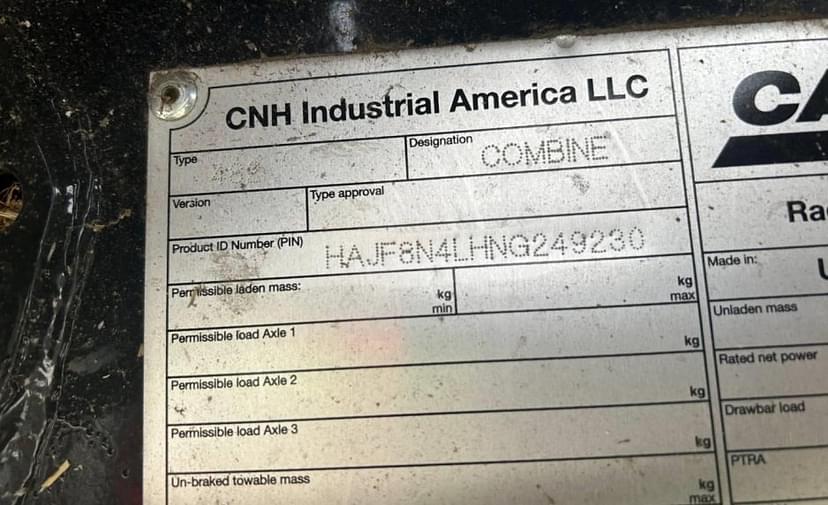 CNH Industrial America LLC
CA
Type
Designation COMBINE
Version
Type approval
Ra
Product ID Number (PIN) HAJF8N4LHNG249230
Made in:
Permissible laden mass:
kg
min
kg
max
Unladen mass
Permissible load Axle 1
kg
Rated net power
Permissible load Axle 2
kg
Drawbar load
Permissible load Axle 3
kg
PTRA
Un-braked towable mass
kg
max